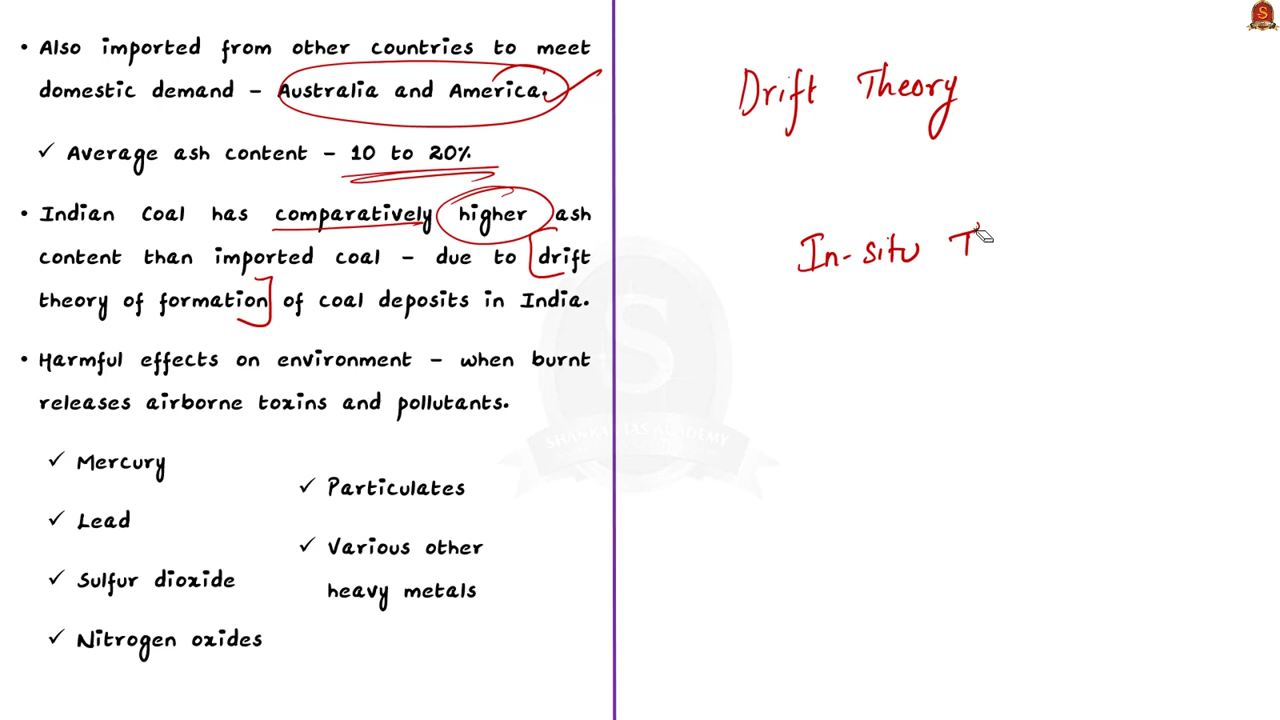 • Also imported from other countries to meet
domestic demand – Australia and America.
✓ Average ash content – 10 to 20%
• Indian Coal has comparatively higher ash
content than imported coal – due to drift
theory of formation of coal deposits in India.
• Harmful effects on environment – when burnt
releases airborne toxins and pollutants.
✓ Mercury
✓ Lead
✓ Sulfur dioxide
✓ Nitrogen oxides
✓ Particulates
✓ Various other
heavy metals
Drift Theory
In-situ T
SHANKAR IAS ACADEMY